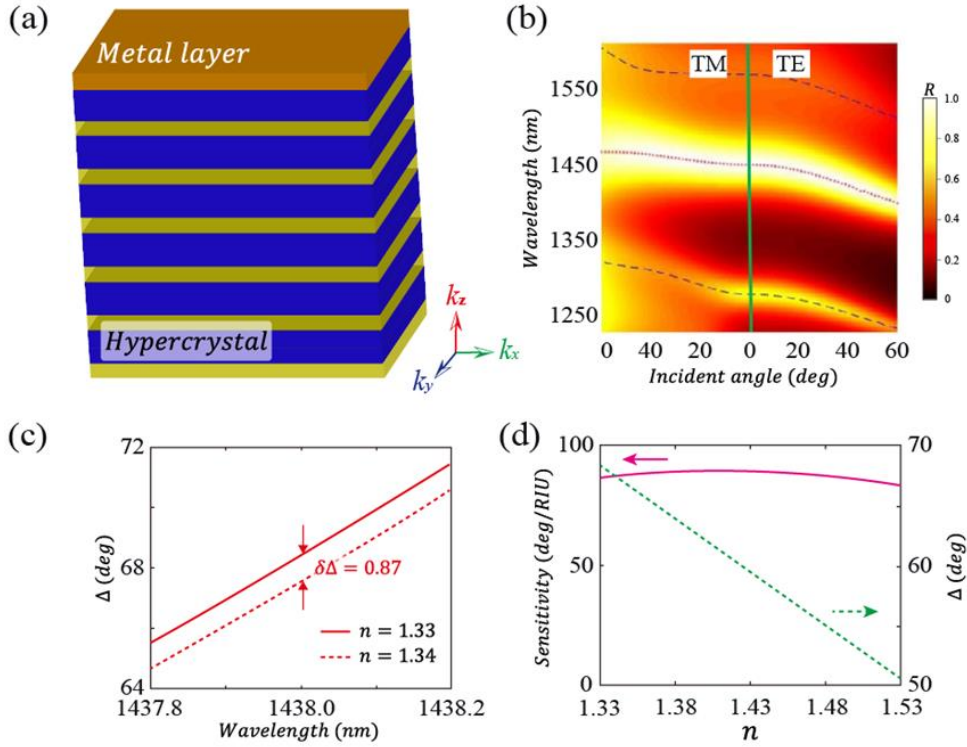 (a)
Metal layer
Hypercrystal
k_z
k_x
k_y
(b)
TM
TE
R
1.0
0.8
0.6
0.4
0.2
0
Wavelength (nm)
1550
1450
1350
1250
0 40 20 0 20 40 60
Incident angle (deg)
(c)
72
68
64
Δ (deg)
δΔ = 0.87
n = 1.33
n = 1.34
1437.8 1438.0 1438.2
Wavelength (nm)
(d)
100
50
0
Sensitivity (deg/RIU)
70
60
50
Δ (deg)
1.33 1.38 1.43 1.48 1.53
n